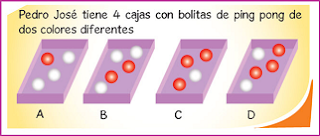 Pedro José tiene 4 cajas con bolitas de ping pong de
dos colores diferentes
A B C D